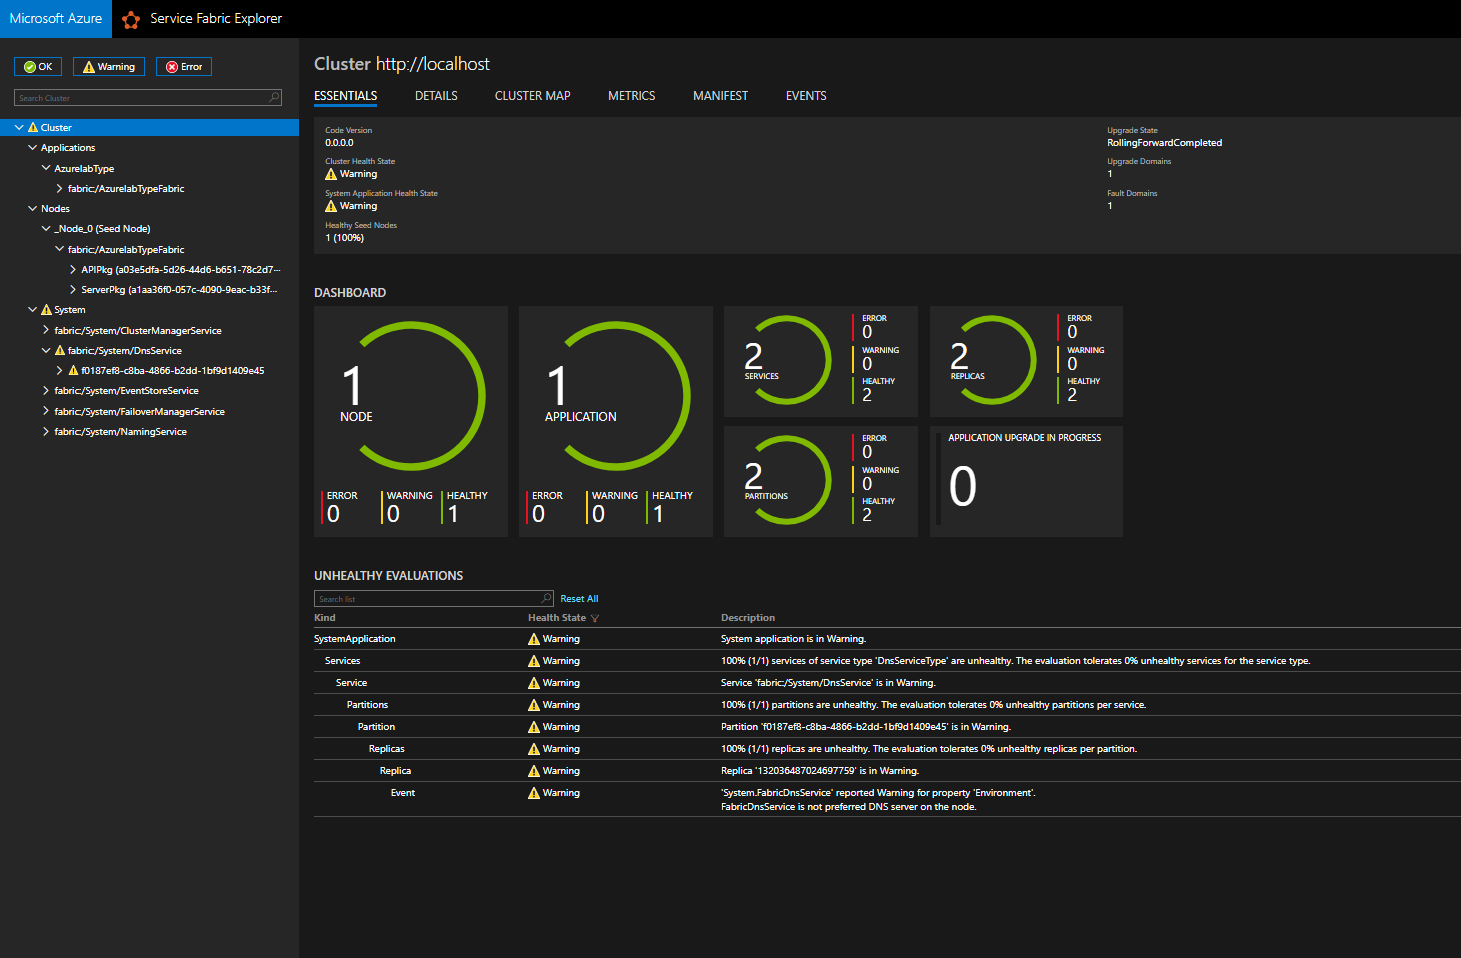 Microsoft Azure
Service Fabric Explorer
OK
Warning
Error
Search Cluster
Cluster
Applications
AzurelabType
fabric:/AzurelabTypeFabric
Nodes
_Node_0 (Seed Node)
fabric:/AzurelabTypeFabric
APIPkg (a03e5dfa-5d26-44d6-b651-78c2d7···
ServerPkg (a1aa36f0-057c-4090-9eac-b33f···
System
fabric:/System/ClusterManagerService
fabric:/System/DnsService
f0187ef8-c8ba-4866-b2dd-1bf9d1409e45
fabric:/System/EventStoreService
fabric:/System/FailoverManagerService
fabric:/System/NamingService
Cluster http://localhost
ESSENTIALS DETAILS CLUSTER MAP METRICS MANIFEST EVENTS
Code Version
0.0.0.0
Cluster Health State
Warning
System Application Health State
Warning
Healthy Seed Nodes
1 (100%)
Upgrade State
RollingForwardCompleted
Upgrade Domains
1
Fault Domains
1
DASHBOARD
1
NODE
ERROR
0
WARNING
0
HEALTHY
1
1
APPLICATION
ERROR
0
WARNING
0
HEALTHY
1
2
SERVICES
ERROR
0
WARNING
0
HEALTHY
2
2
REPLICAS
ERROR
0
WARNING
0
HEALTHY
2
2
PARTITIONS
ERROR
0
WARNING
0
HEALTHY
2
APPLICATION UPGRADE IN PROGRESS
0
UNHEALTHY EVALUATIONS
Search list
Reset All
Kind Health State Description
SystemApplication Warning System application is in Warning.
Services Warning 100% (1/1) services of service type 'DnsServiceType' are unhealthy. The evaluation tolerates 0% unhealthy services for the service type.
Service Warning Service 'fabric:/System/DnsService' is in Warning.
Partitions Warning 100% (1/1) partitions are unhealthy. The evaluation tolerates 0% unhealthy partitions per service.
Partition Warning Partition 'f0187ef8-c8ba-4866-b2dd-1bf9d1409e45' is in Warning.
Replicas Warning 100% (1/1) replicas are unhealthy. The evaluation tolerates 0% unhealthy replicas per partition.
Replica Warning Replica '132036487024697759' is in Warning.
Event Warning 'System.FabricDnsService' reported Warning for property 'Environment'.
FabricDnsService is not preferred DNS server on the node.